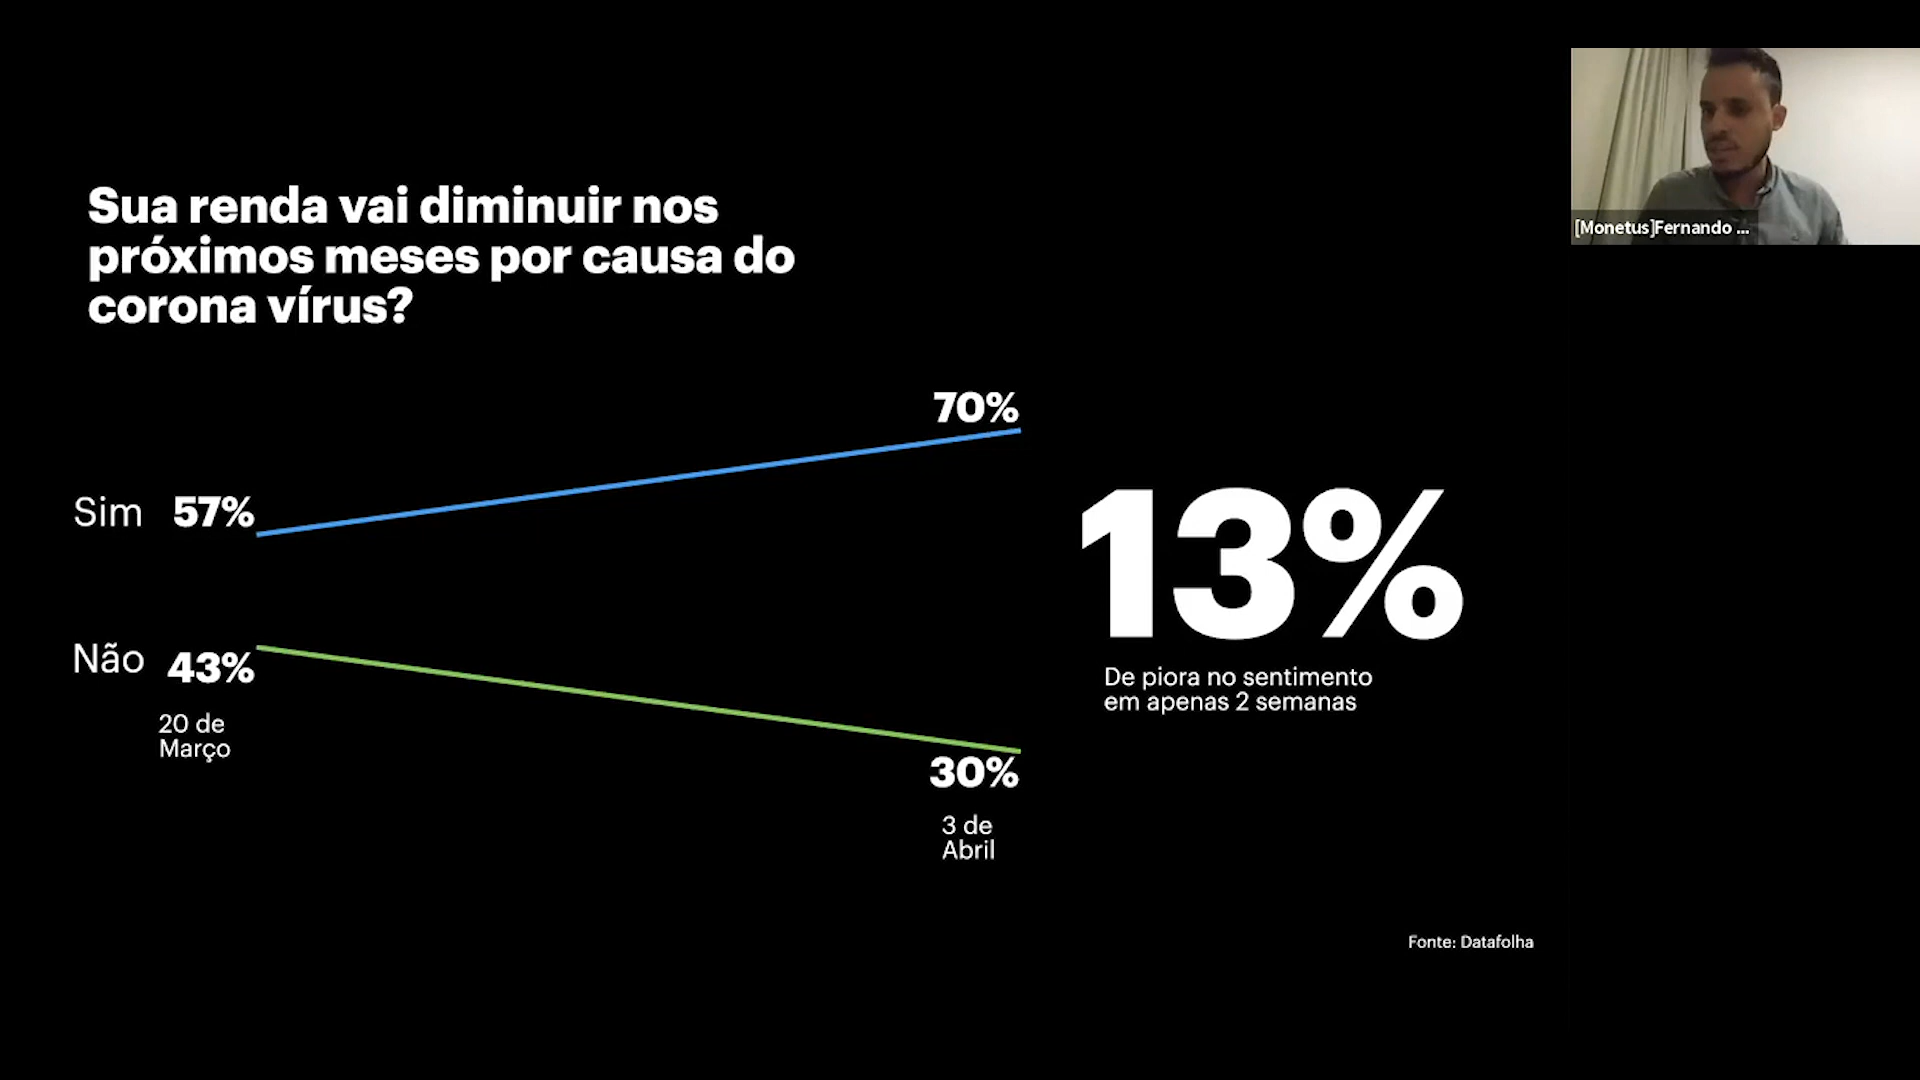 [Monetus]Fernando ...
Sua renda vai diminuir nos
próximos meses por causa do
corona vírus?
70%
Sim 57%
13%
De piora no sentimento
em apenas 2 semanas
Não 43%
20 de
Março
30%
3 de
Abril
Fonte: Datafolha